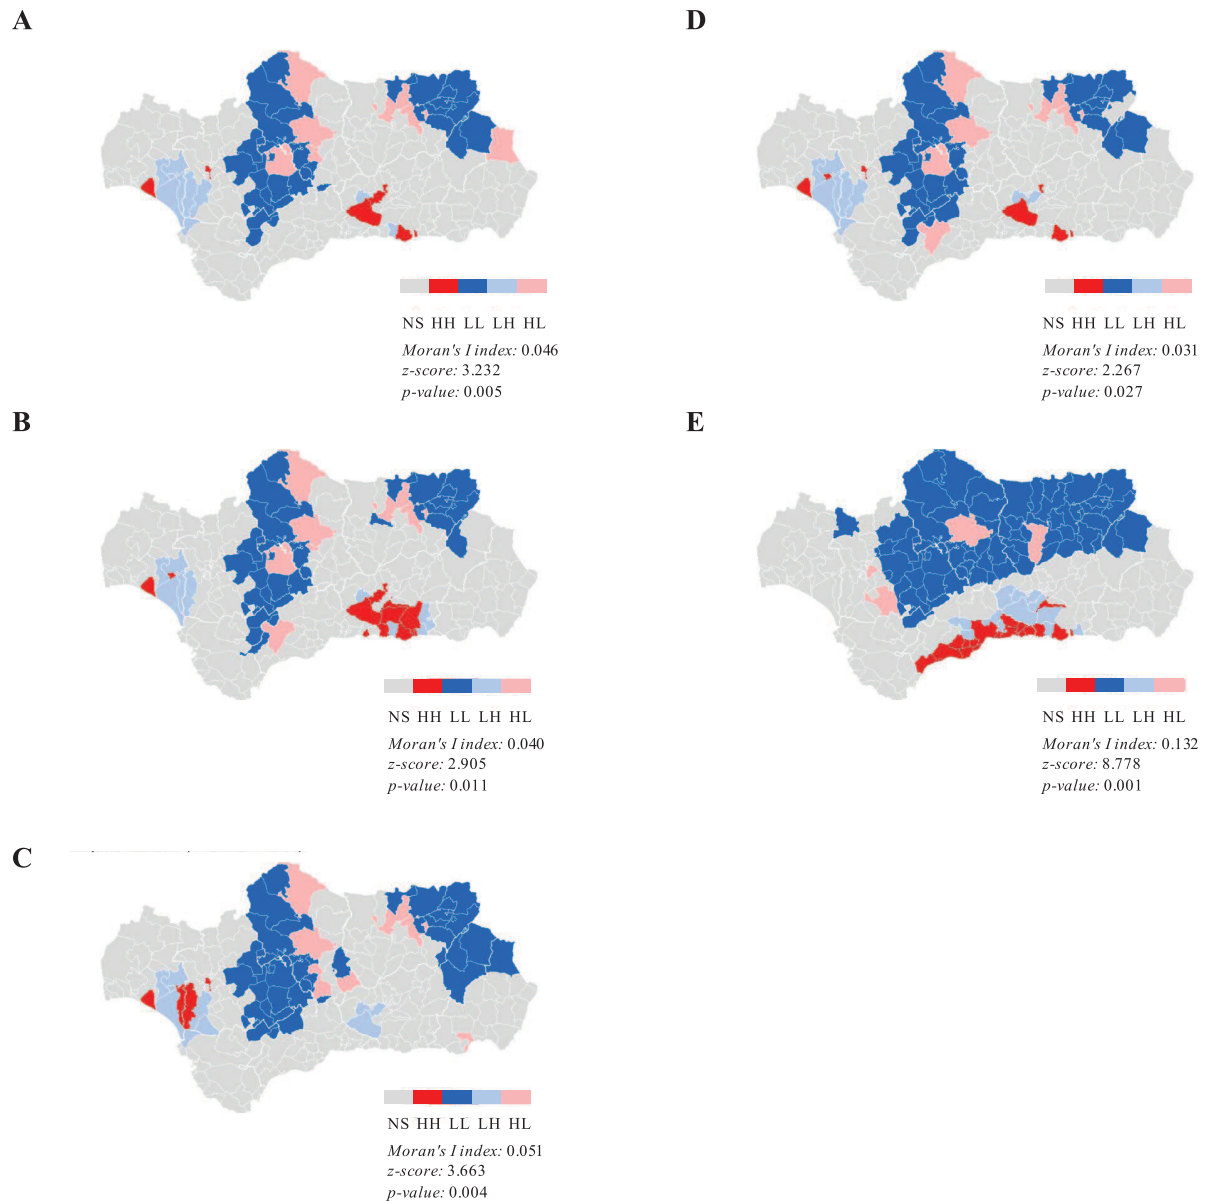 A
NS HH LL LH HL
Moran's I index: 0.046
z-score: 3.232
p-value: 0.005
D
NS HH LL LH HL
Moran's I index: 0.031
z-score: 2.267
p-value: 0.027
B
NS HH LL LH HL
Moran's I index: 0.040
z-score: 2.905
p-value: 0.011
E
NS HH LL LH HL
Moran's I index: 0.132
z-score: 8.778
p-value: 0.001
C
NS HH LL LH HL
Moran's I index: 0.051
z-score: 3.663
p-value: 0.004